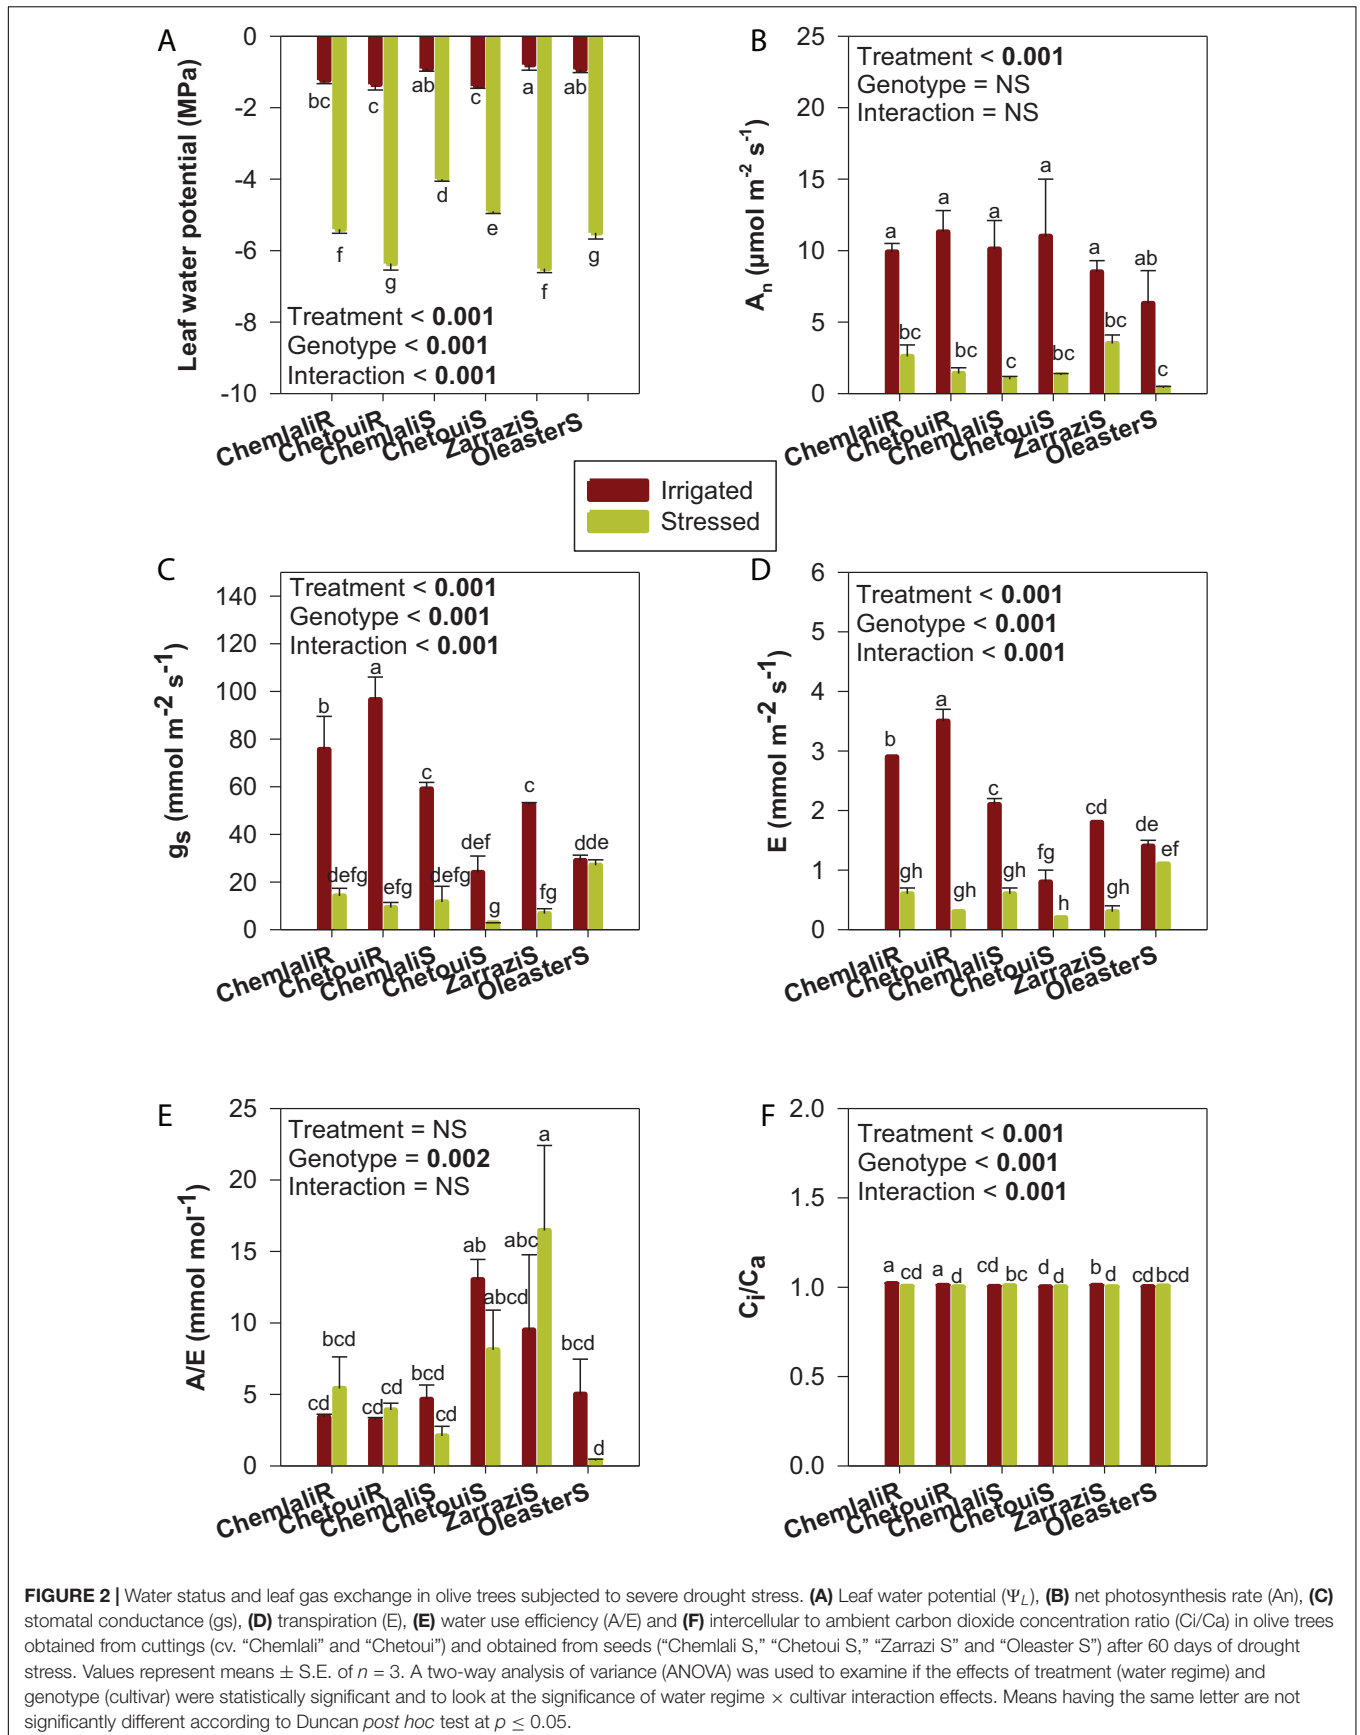 A
Leaf water potential (MPa)
0
-2
-4
-6
-8
-10
bc
f
c
g
ab
d
c
e
a
f
ab
g
Treatment < 0.001
Genotype < 0.001
Interaction < 0.001
ChemlaliR
ChetouiR
ChemlaliS
ChetouiS
ZarraziS
OleasterS
B
Aₙ (μmol m⁻² s⁻¹)
25
20
15
10
5
0
Treatment < 0.001
Genotype = NS
Interaction = NS
a
bc
a
bc
a
c
a
bc
a
bc
ab
c
ChemlaliR
ChetouiR
ChemlaliS
ChetouiS
ZarraziS
OleasterS
Irrigated
Stressed
C
gs (mmol m⁻² s⁻¹)
140
120
100
80
60
40
20
0
Treatment < 0.001
Genotype < 0.001
Interaction < 0.001
b
defg
a
efg
c
defg
def
g
c
fg
dde
ChemlaliR
ChetouiR
ChemlaliS
ChetouiS
ZarraziS
OleasterS
D
E (mmol m⁻² s⁻¹)
6
5
4
3
2
1
0
Treatment < 0.001
Genotype < 0.001
Interaction < 0.001
b
gh
a
gh
c
gh
fg
h
cd
gh
de
ef
ChemlaliR
ChetouiR
ChemlaliS
ChetouiS
ZarraziS
OleasterS
E
A/E (mmol mol⁻¹)
25
20
15
10
5
0
Treatment = NS
Genotype = 0.002
Interaction = NS
cd
bcd
cd
cd
bcd
cd
ab
abcd
abc
a
bcd
d
ChemlaliR
ChetouiR
ChemlaliS
ChetouiS
ZarraziS
OleasterS
F
Cᵢ/Cₐ
2.0
1.5
1.0
0.5
0.0
Treatment < 0.001
Genotype < 0.001
Interaction < 0.001
a
cd
a
d
cd
bc
d
d
b
d
cd
bcd
ChemlaliR
ChetouiR
ChemlaliS
ChetouiS
ZarraziS
OleasterS
FIGURE 2 | Water status and leaf gas exchange in olive trees subjected to severe drought stress. (A) Leaf water potential (Ψ_L), (B) net photosynthesis rate (An), (C)
stomatal conductance (gs), (D) transpiration (E), (E) water use efficiency (A/E) and (F) intercellular to ambient carbon dioxide concentration ratio (Ci/Ca) in olive trees
obtained from cuttings (cv. “Chemlali” and “Chetoui”) and obtained from seeds (“Chemlali S,” “Chetoui S,” “Zarrazi S” and “Oleaster S”) after 60 days of drought
stress. Values represent means ± S.E. of n = 3. A two-way analysis of variance (ANOVA) was used to examine if the effects of treatment (water regime) and
genotype (cultivar) were statistically significant and to look at the significance of water regime × cultivar interaction effects. Means having the same letter are not
significantly different according to Duncan post hoc test at p ≤ 0.05.